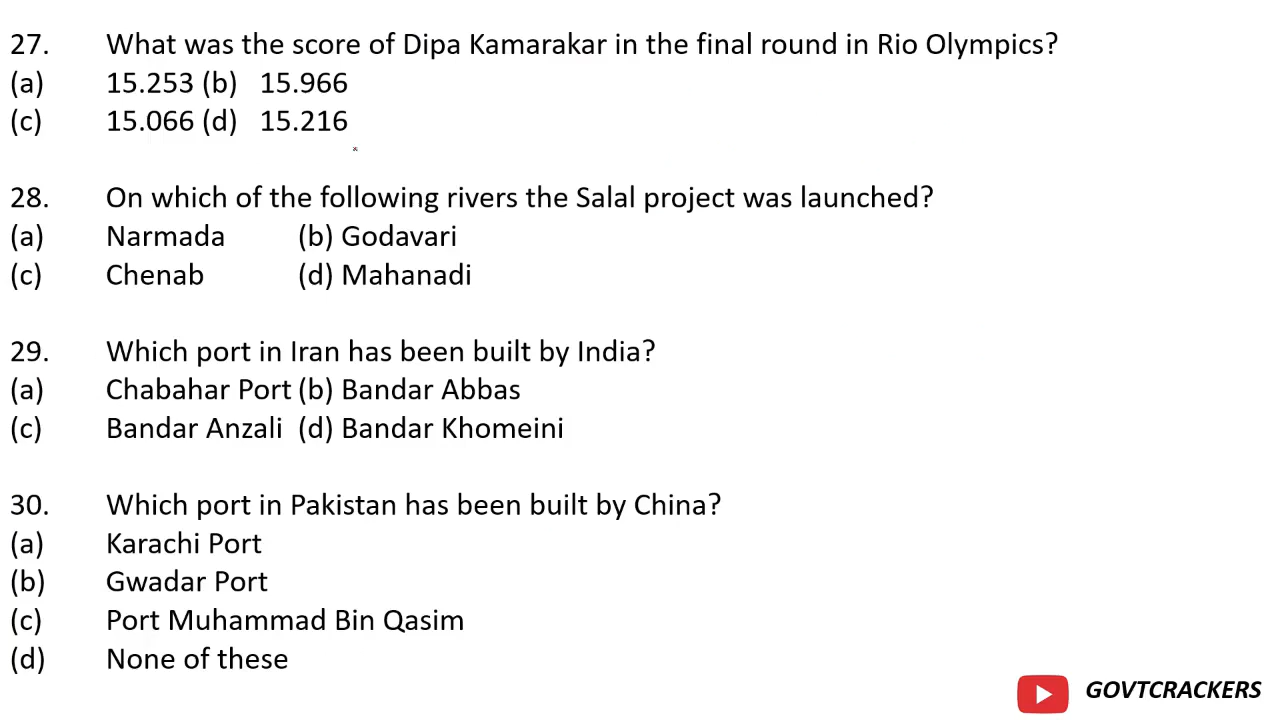 27. What was the score of Dipa Kamarakar in the final round in Rio Olympics?
(a) 15.253 (b) 15.966
(c) 15.066 (d) 15.216
28. On which of the following rivers the Salal project was launched?
(a) Narmada (b) Godavari
(c) Chenab (d) Mahanadi
29. Which port in Iran has been built by India?
(a) Chabahar Port (b) Bandar Abbas
(c) Bandar Anzali (d) Bandar Khomeini
30. Which port in Pakistan has been built by China?
(a) Karachi Port
(b) Gwadar Port
(c) Port Muhammad Bin Qasim
(d) None of these
GOVTCRACKERS